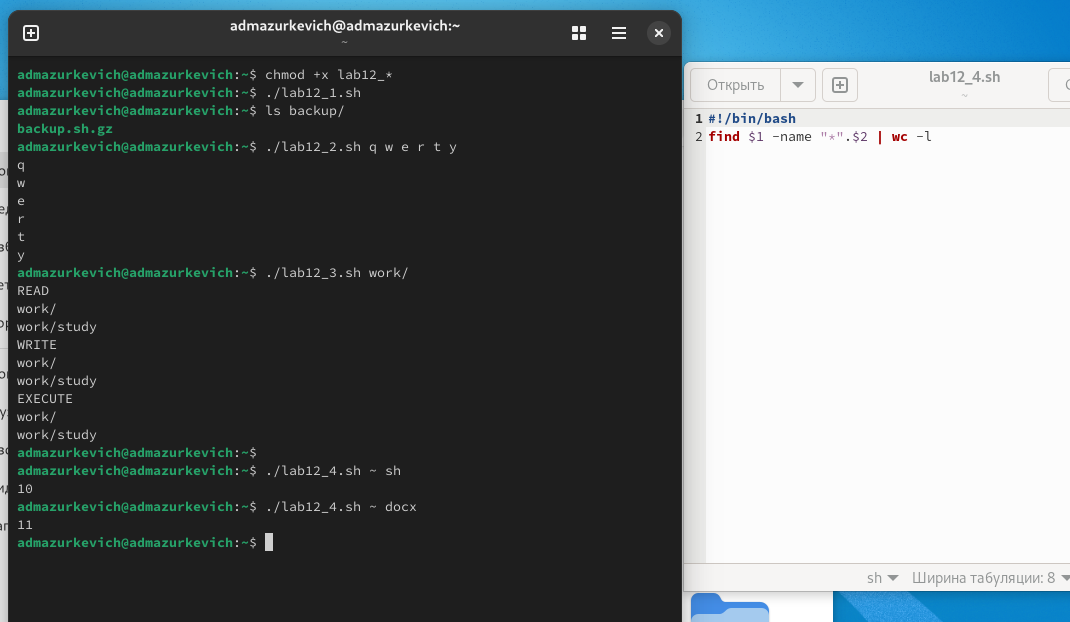 admazurkevich@admazurkevich:~
~
admazurkevich@admazurkevich:~$ chmod +x lab12_*
admazurkevich@admazurkevich:~$ ./lab12_1.sh
admazurkevich@admazurkevich:~$ ls backup/
backup.sh.gz
admazurkevich@admazurkevich:~$ ./lab12_2.sh q w e r t y
q
w
e
r
t
y
admazurkevich@admazurkevich:~$ ./lab12_3.sh work/
READ
work/
work/study
WRITE
work/
work/study
EXECUTE
work/
work/study
admazurkevich@admazurkevich:~$
admazurkevich@admazurkevich:~$ ./lab12_4.sh ~ sh
10
admazurkevich@admazurkevich:~$ ./lab12_4.sh ~ docx
11
admazurkevich@admazurkevich:~$
Открыть
lab12_4.sh
~
1 #!/bin/bash
2 find $1 -name "*".$2 | wc -l
sh
Ширина табуляции: 8